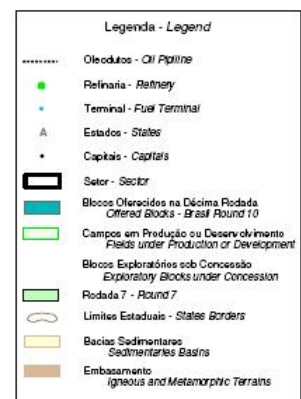 Legenda - Legend
Oleodutos - Oil Pipiline
Refinaria - Refinery
Terminal - Fuel Terminal
A Estados - States
Capitais - Capitals
Setor - Sector
Blocos Oferecidos na Décima Rodada
Offered Blocks - Brasil Round 10
Campos em Produção ou Desenvolvimento
Fields under Production or Development
Blocos Exploratórios sob Concessão
Exploratory Blocks under Concession
Rodada 7 - Round 7
Limites Estaduais - States Borders
Bacias Sedimentares
Sedimentaries Basins
Embasamento
Igneous and Metamorphic Terrains